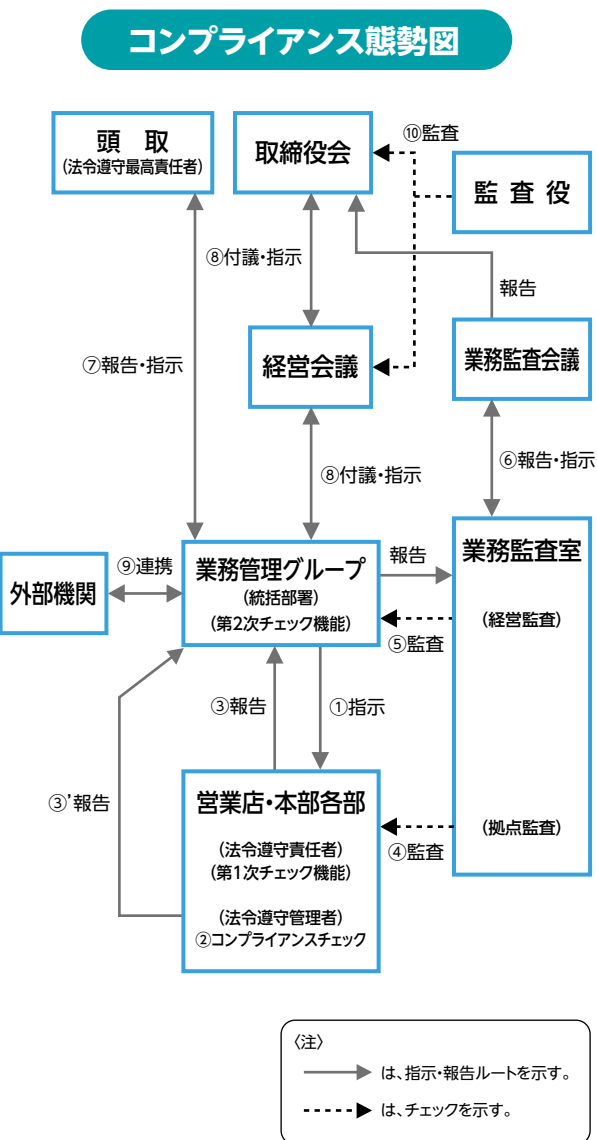 コンプライアンス態勢図
頭　取
(法令遵守最高責任者)
取締役会
⑩監査
監 査 役
⑧付議・指示
報告
⑦報告・指示
経営会議
業務監査会議
⑧付議・指示
⑥報告・指示
外部機関
⑨連携
業務管理グループ
(統括部署)
(第2次チェック機能)
報告
業務監査室
(経営監査)
⑤監査
③報告
①指示
③’報告
営業店・本部各部
(法令遵守責任者)
(第1次チェック機能)
(法令遵守管理者)
②コンプライアンスチェック
④監査
(拠点監査)
〈注〉
は、指示・報告ルートを示す。
は、チェックを示す。